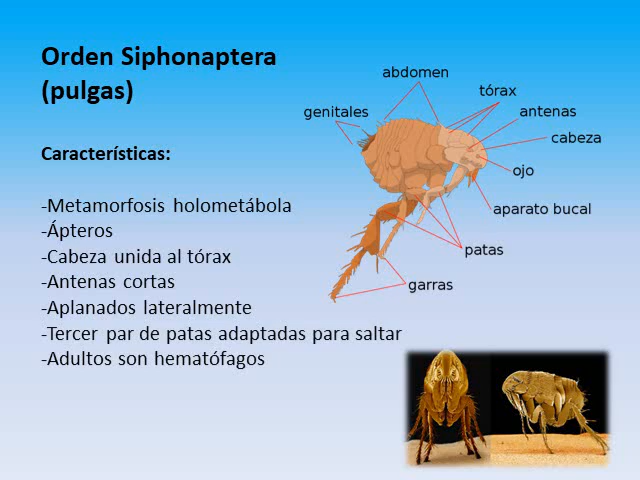 Orden Siphonaptera
(pulgas)
Características:
-Metamorfosis holometábola
-Ápteros
-Cabeza unida al tórax
-Antenas cortas
-Aplanados lateralmente
-Tercer par de patas adaptadas para saltar
-Adultos son hematófagos
abdomen
tórax
genitales
antenas
cabeza
ojo
aparato bucal
patas
garras